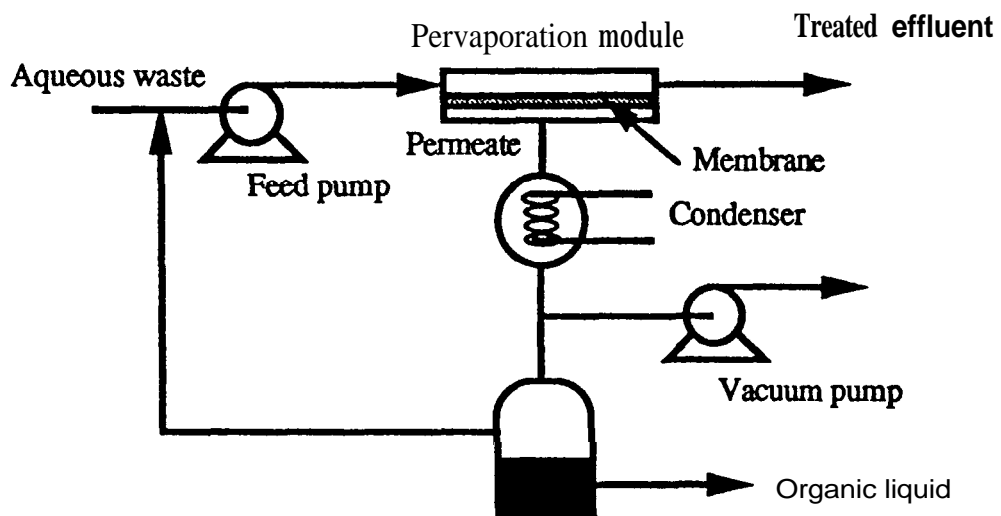 Treated effluent
Pervaporation module
Aqueous waste
Permeate
Membrane
Feed pump
Condenser
Vacuum pump
Organic liquid